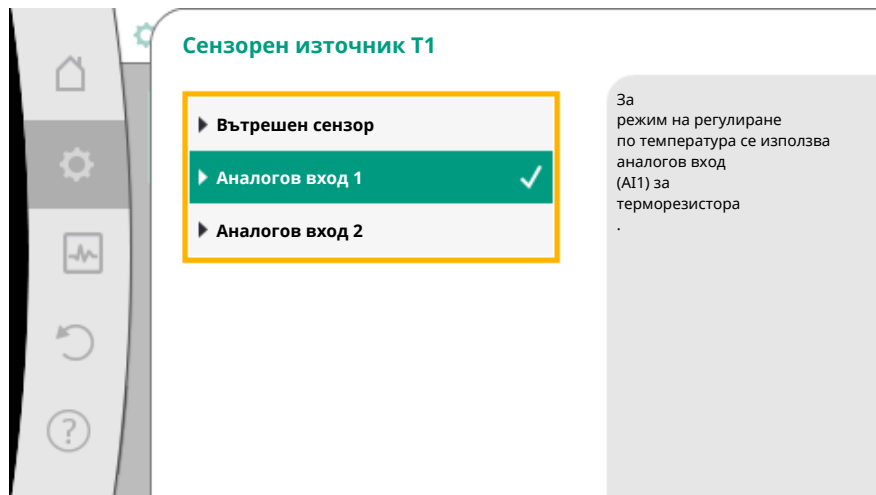 Сензорен източник T1
Вътрешен сензор
Аналогов вход 1
Аналогов вход 2
За
режим на регулиране
по температура се използва
аналогов вход
(AI1) за
терморезистора
.
?